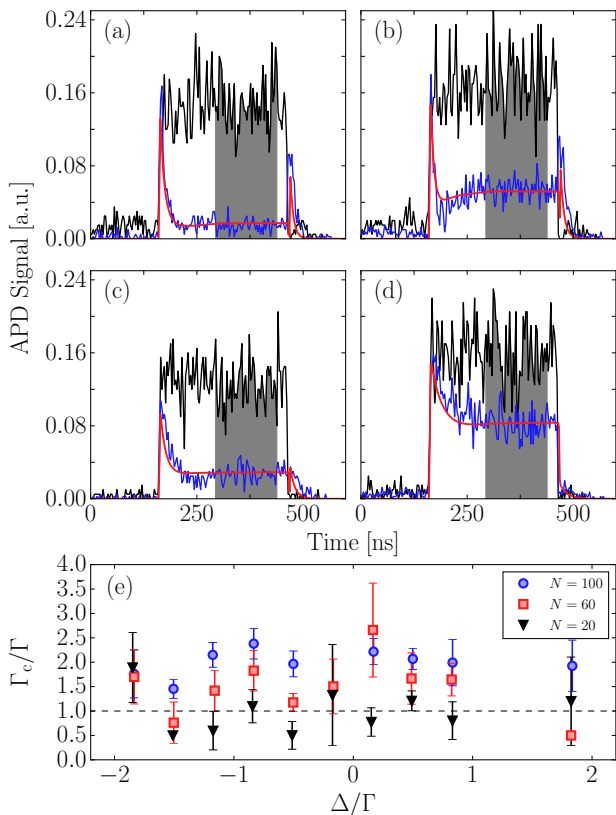 (a) (b)
0.24
0.16
0.08
0.00
(c) (d)
0.24
0.16
0.08
0.00
APD Signal [a.u.]
0 250 500 0 250 500
Time [ns]
(e)
N = 100
N = 60
N = 20
4.0
3.5
3.0
2.5
2.0
1.5
1.0
0.5
0.0
Γc/Γ
−2 −1 0 1 2
Δ/Γ